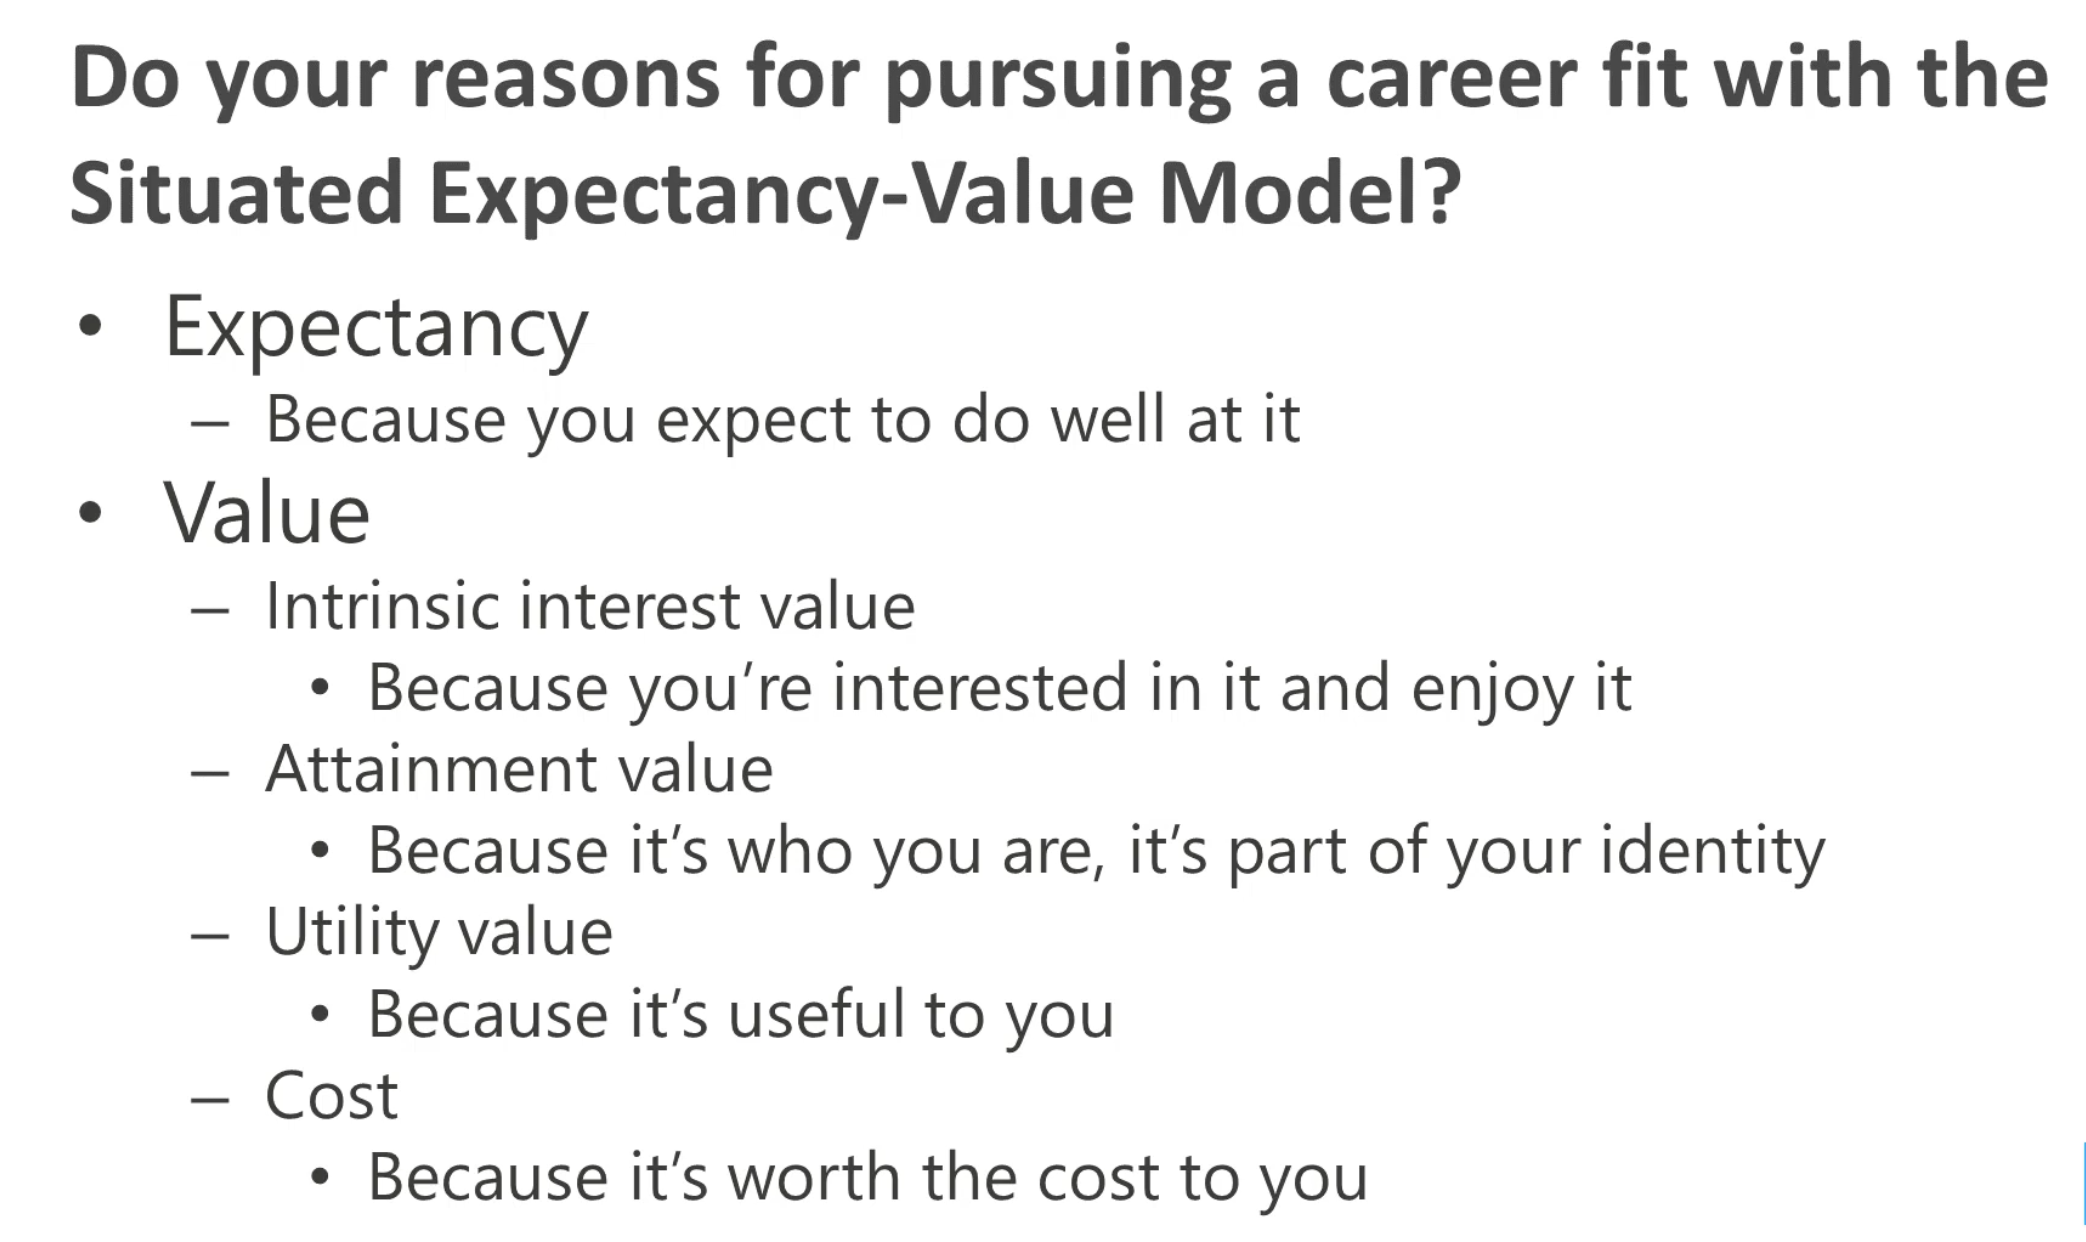 Do your reasons for pursuing a career fit with the
Situated Expectancy-Value Model?
• Expectancy
– Because you expect to do well at it
• Value
– Intrinsic interest value
• Because you’re interested in it and enjoy it
– Attainment value
• Because it’s who you are, it’s part of your identity
– Utility value
• Because it’s useful to you
– Cost
• Because it’s worth the cost to you